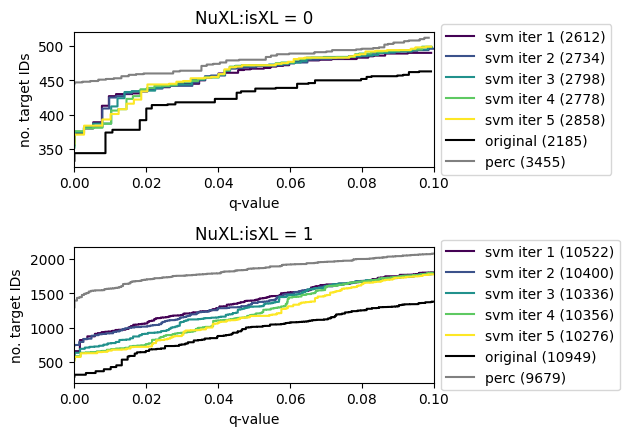 NuXL:isXL = 0
no. target IDs
500
450
400
350
0.00 0.02 0.04 0.06 0.08 0.10
q-value
svm iter 1 (2612)
svm iter 2 (2734)
svm iter 3 (2798)
svm iter 4 (2778)
svm iter 5 (2858)
original (2185)
perc (3455)
NuXL:isXL = 1
no. target IDs
2000
1500
1000
500
0.00 0.02 0.04 0.06 0.08 0.10
q-value
svm iter 1 (10522)
svm iter 2 (10400)
svm iter 3 (10336)
svm iter 4 (10356)
svm iter 5 (10276)
original (10949)
perc (9679)